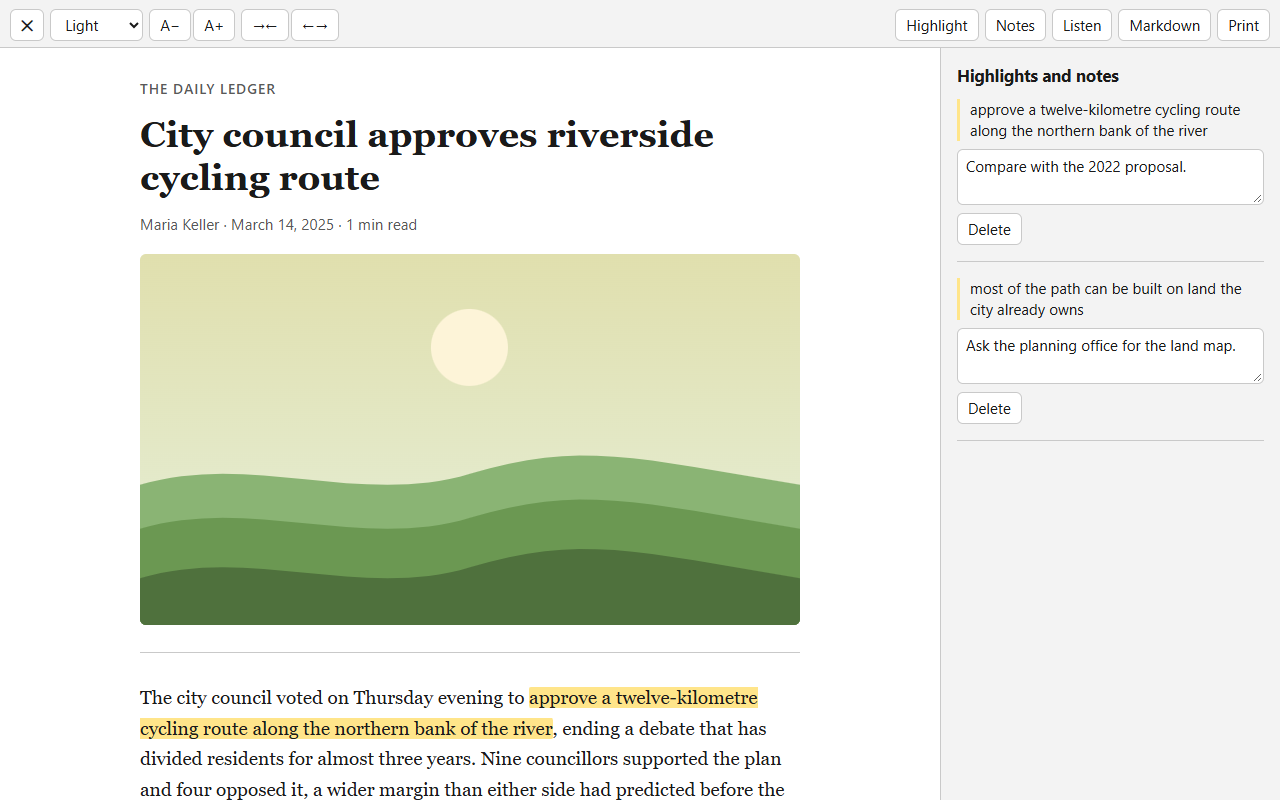 Light
A−
A+
→←
←→
Highlight
Notes
Listen
Markdown
Print
THE DAILY LEDGER
City council approves riverside
cycling route
Maria Keller · March 14, 2025 · 1 min read
The city council voted on Thursday evening to approve a twelve-kilometre
cycling route along the northern bank of the river, ending a debate that has
divided residents for almost three years. Nine councillors supported the plan
and four opposed it, a wider margin than either side had predicted before the
Highlights and notes
approve a twelve-kilometre cycling route
along the northern bank of the river
Compare with the 2022 proposal.
Delete
most of the path can be built on land the
city already owns
Ask the planning office for the land map.
Delete